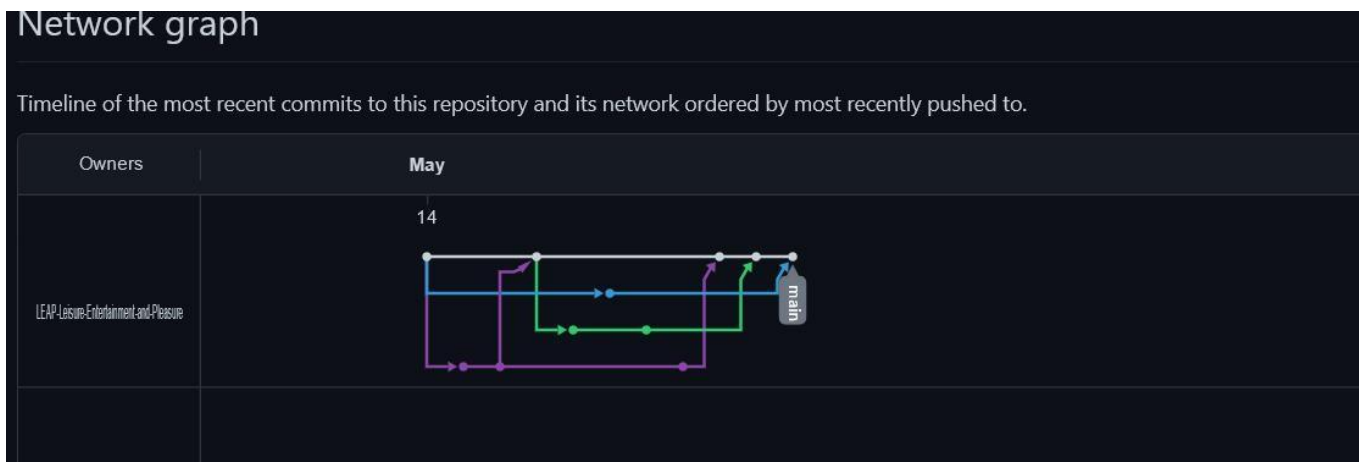 Network graph
Timeline of the most recent commits to this repository and its network ordered by most recently pushed to.
Owners
May
14
LEAP-Leisure-Entertainment-and-Pleasure
main